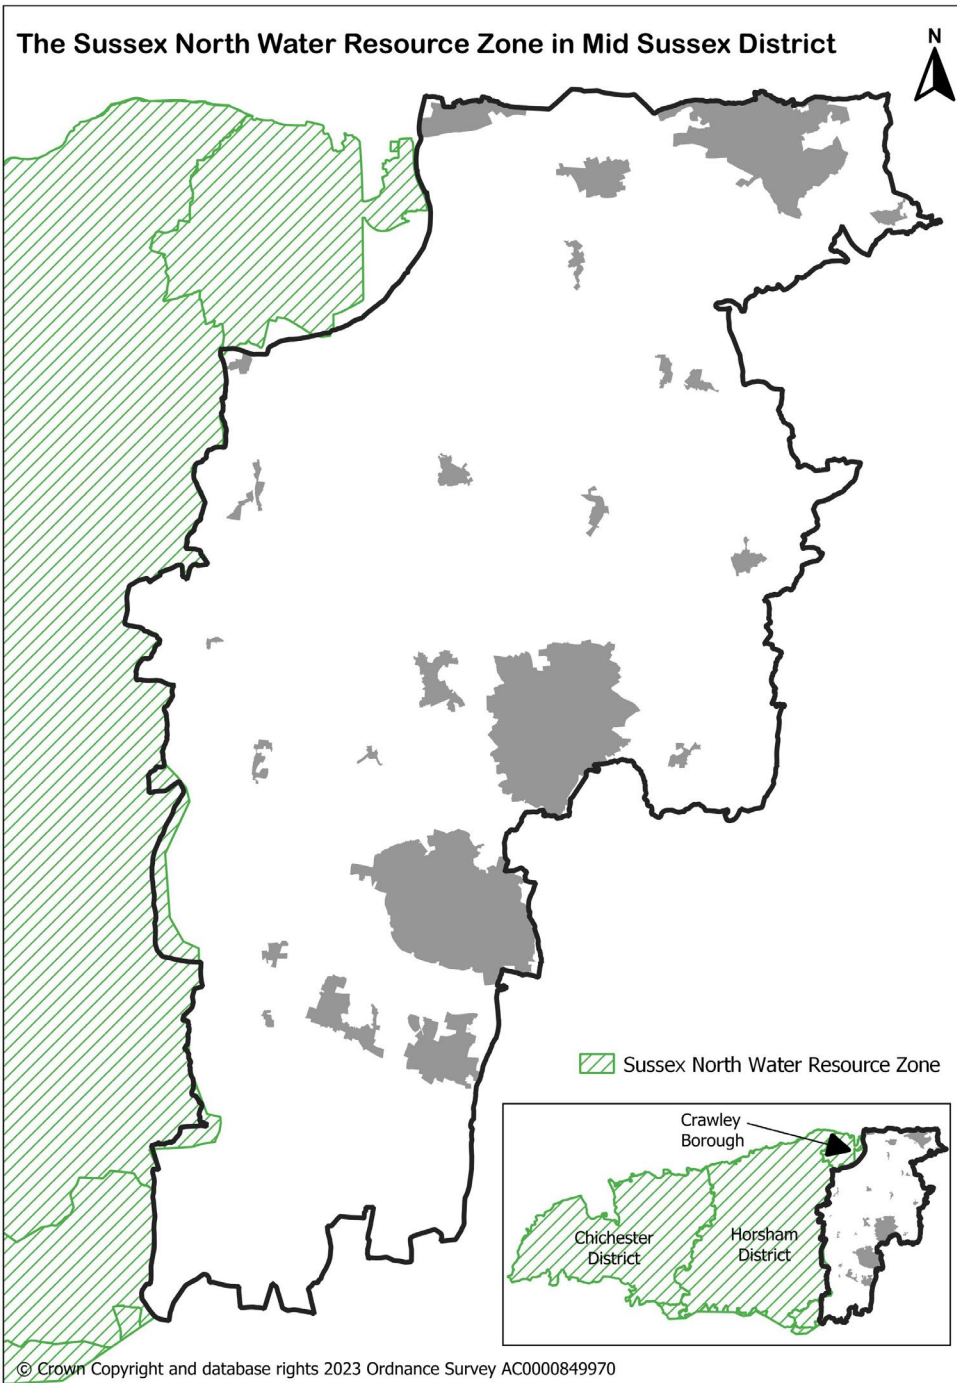 The Sussex North Water Resource Zone in Mid Sussex District
N
Sussex North Water Resource Zone
Crawley
Borough
Chichester
District
Horsham
District
© Crown Copyright and database rights 2023 Ordnance Survey AC0000849970